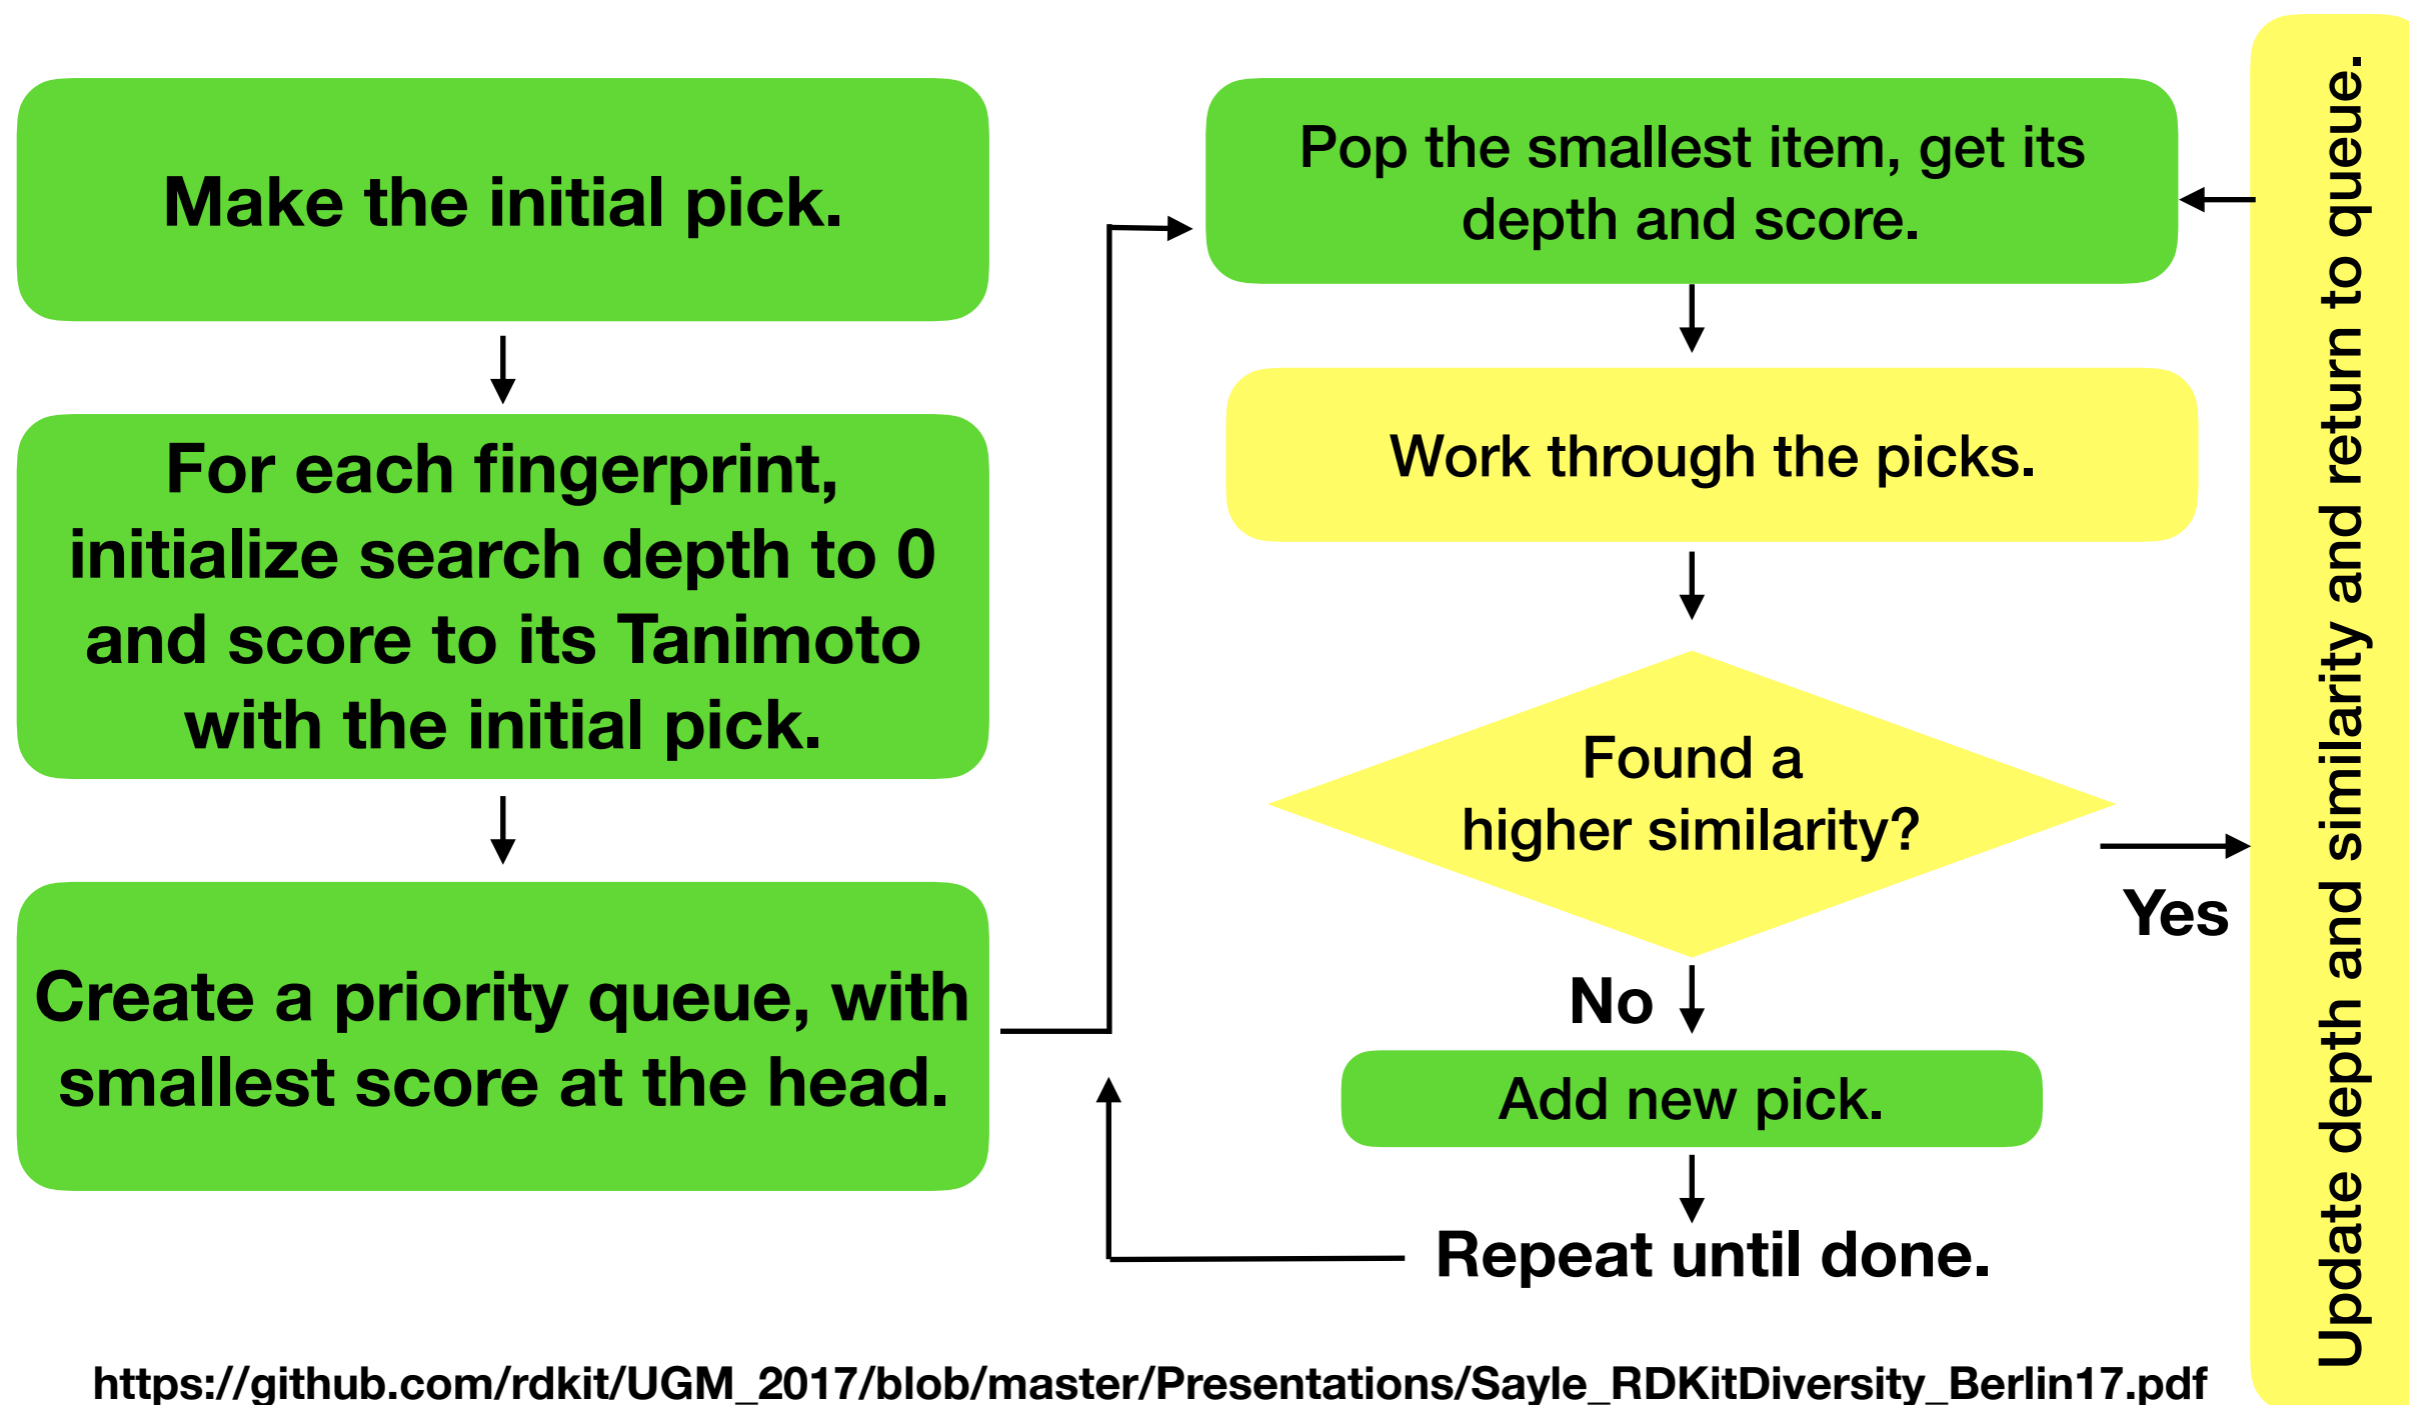 Make the initial pick.
For each fingerprint,
initialize search depth to 0
and score to its Tanimoto
with the initial pick.
Create a priority queue, with
smallest score at the head.
Pop the smallest item, get its
depth and score.
Work through the picks.
Found a
higher similarity?
Yes
No
Add new pick.
Repeat until done.
Update depth and similarity and return to queue.
https://github.com/rdkit/UGM_2017/blob/master/Presentations/Sayle_RDKitDiversity_Berlin17.pdf